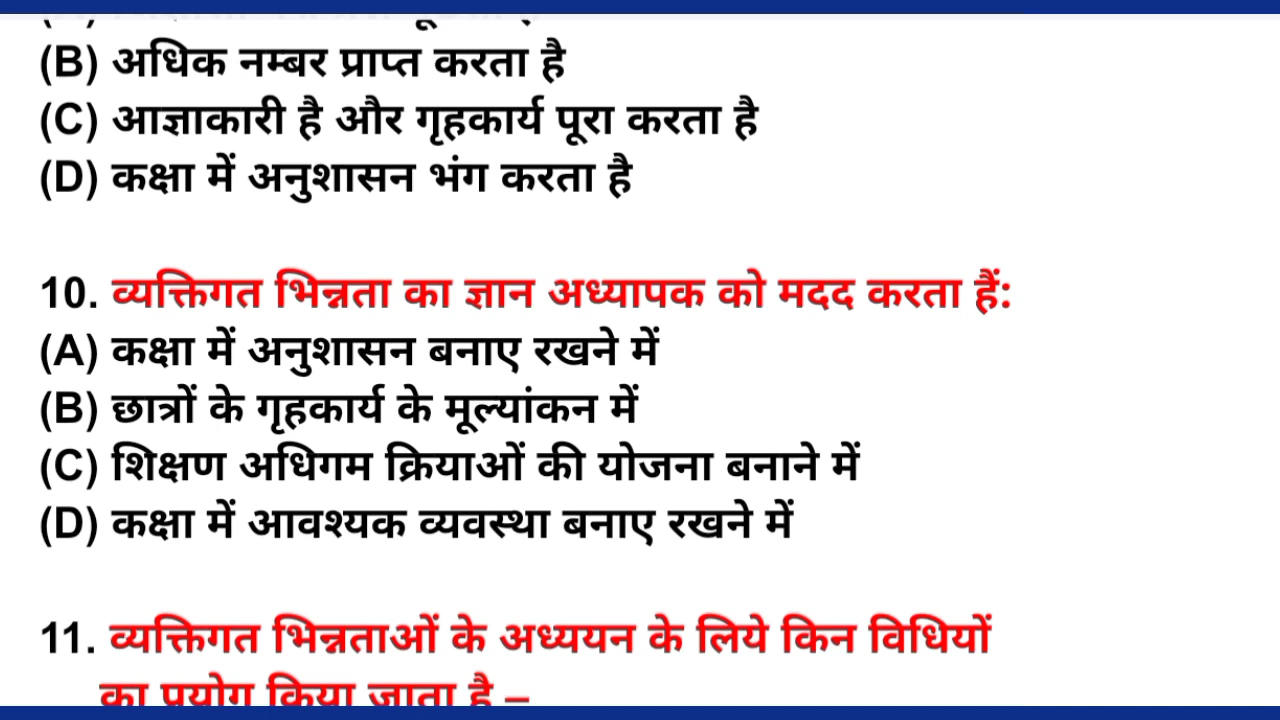 (B) अधिक नम्बर प्राप्त करता है
(C) आज्ञाकारी है और गृहकार्य पूरा करता है
(D) कक्षा में अनुशासन भंग करता है
10. व्यक्तिगत भिन्नता का ज्ञान अध्यापक को मदद करता हैं:
(A) कक्षा में अनुशासन बनाए रखने में
(B) छात्रों के गृहकार्य के मूल्यांकन में
(C) शिक्षण अधिगम क्रियाओं की योजना बनाने में
(D) कक्षा में आवश्यक व्यवस्था बनाए रखने में
11. व्यक्तिगत भिन्नताओं के अध्ययन के लिये किन विधियों
का प्रयोग किया जाता है –